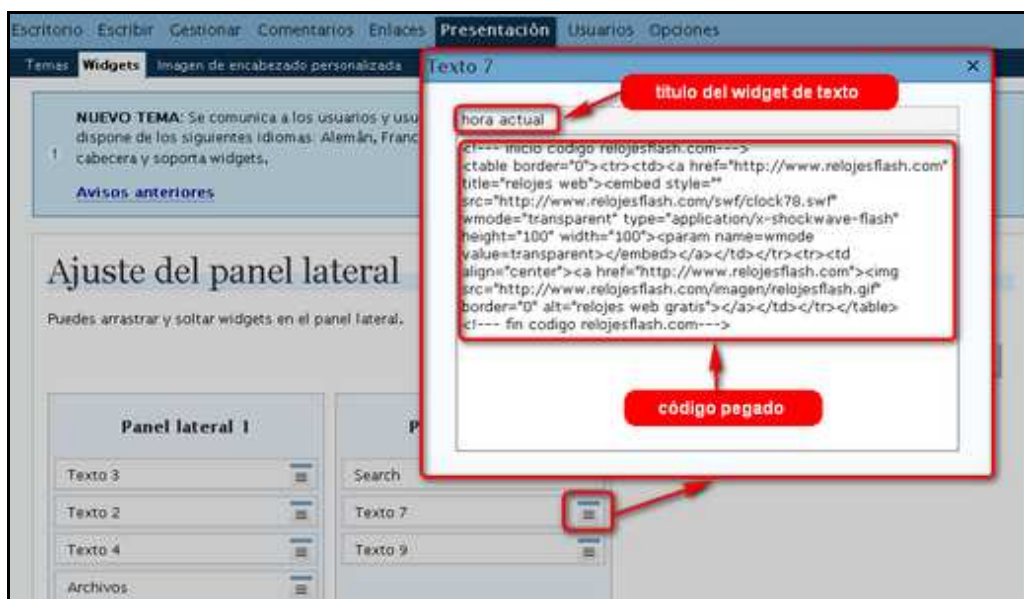 Escritorio Escribir Gestionar Comentarios Enlaces Presentación Usuarios Opciones
Temas Widgets Imagen de encabezado personalizada
NUEVO TEMA: Se comunica a los usuarios y usu
dispone de los siguientes idiomas: Alemán, Franc
cabecera y soporta widgets.
Avisos anteriores
Texto 7 ×
título del widget de texto
hora actual
<!--- inicio codigo relojesflash.com--->
<table border="0"><tr><td><a href="http://www.relojesflash.com"
title="relojes web"><embed style=""
src="http://www.relojesflash.com/swf/clock78.swf"
wmode="transparent" type="application/x-shockwave-flash"
height="100" width="100"><param name=wmode
value=transparent></embed></a></td></tr><tr><td
align="center"><a href="http://www.relojesflash.com"><img
src="http://www.relojesflash.com/imagen/relojesflash.gif"
border="0" alt="relojes web gratis"></a></td></tr></table>
<!--- fin codigo relojesflash.com--->
código pegado
Ajuste del panel lateral
Puedes arrastrar y soltar widgets en el panel lateral.
Panel lateral 1
P
Texto 3
Texto 2
Texto 4
Archivos
Search
Texto 7
Texto 9